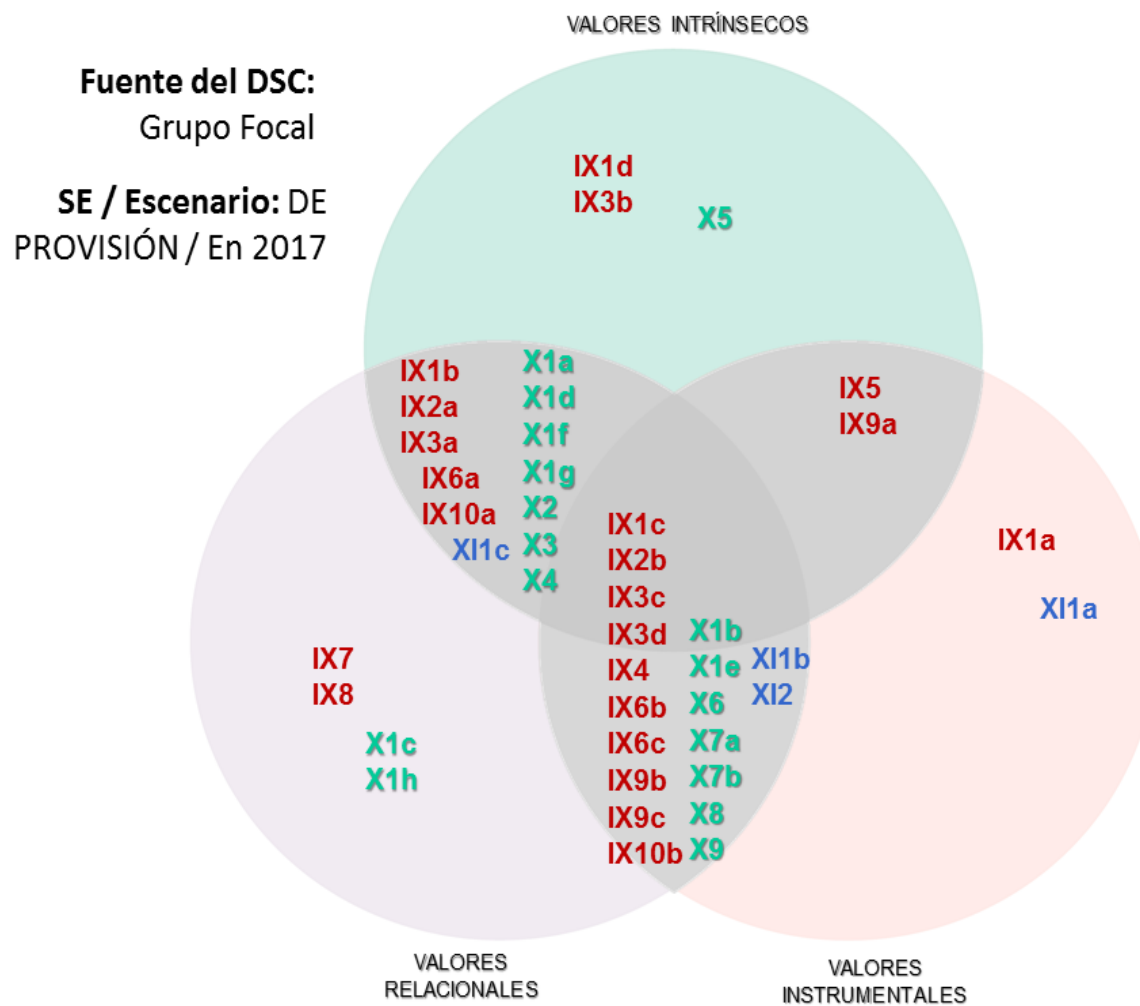 VALORES INTRÍNSECOS
Fuente del DSC:
Grupo Focal
SE / Escenario: DE
PROVISIÓN / En 2017
IX1d
IX3b
X5
IX1b
IX2a
IX3a
IX6a
IX10a
XI1c
X1a
X1d
X1f
X1g
X2
X3
X4
IX5
IX9a
IX1c
IX2b
IX3c
IX3d
IX4
IX6b
IX6c
IX9b
IX9c
IX10b
X1b
X1e
X6
X7a
X7b
X8
X9
XI1b
XI2
IX1a
XI1a
IX7
IX8
X1c
X1h
VALORES
RELACIONALES
VALORES
INSTRUMENTALES